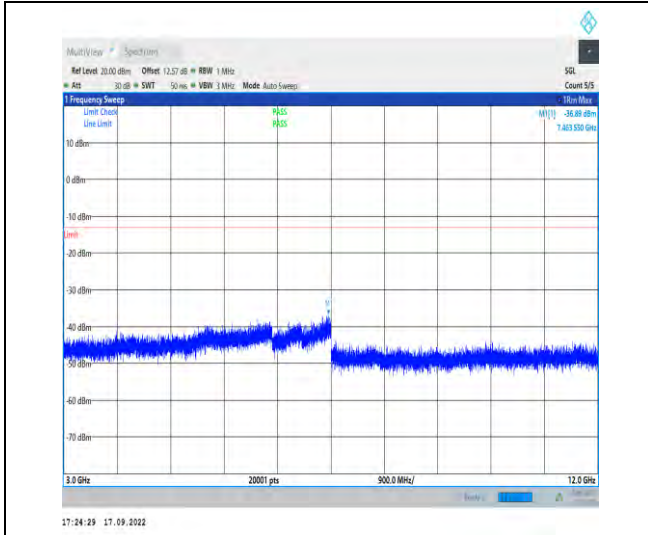 MultiView Spectrum
Ref Level 20.00 dBm Offset 12.57 dB RBW 1 MHz SGL
Att 30 dB SWT 50 ms VBW 3 MHz Mode Auto Sweep Count 5/5
1 Frequency Sweep 1Rm Max
Limit Check PASS M1[1] -36.89 dBm
Line Limit PASS 7.463 550 GHz
10 dBm
0 dBm
-10 dBm
Limit
-20 dBm
-30 dBm
-40 dBm
-50 dBm
-60 dBm
-70 dBm
3.0 GHz 20001 pts 900.0 MHz/ 12.0 GHz
17:24:29 17.09.2022